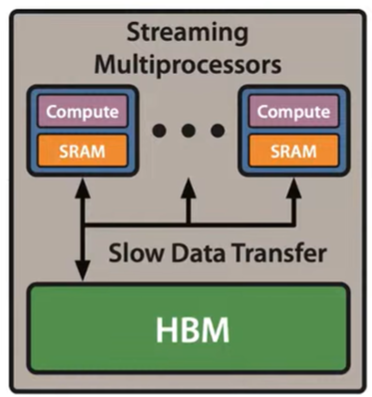 Streaming
Multiprocessors
Compute
SRAM
Compute
SRAM
Slow Data Transfer
HBM